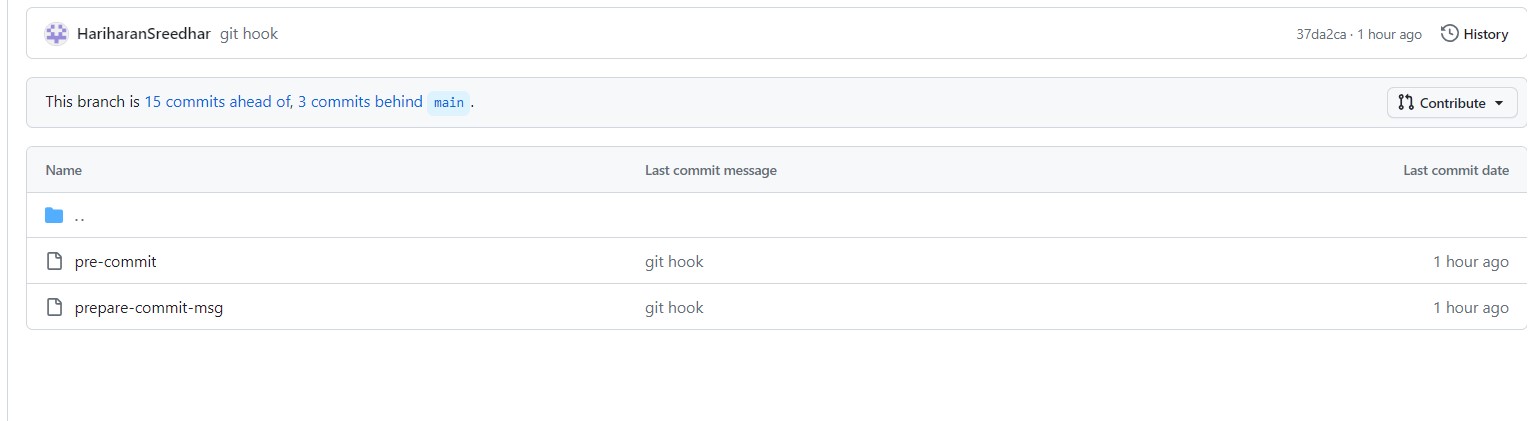 HariharanSreedhar git hook 37da2ca · 1 hour ago History
This branch is 15 commits ahead of, 3 commits behind main . Contribute
Name Last commit message Last commit date
..
pre-commit git hook 1 hour ago
prepare-commit-msg git hook 1 hour ago